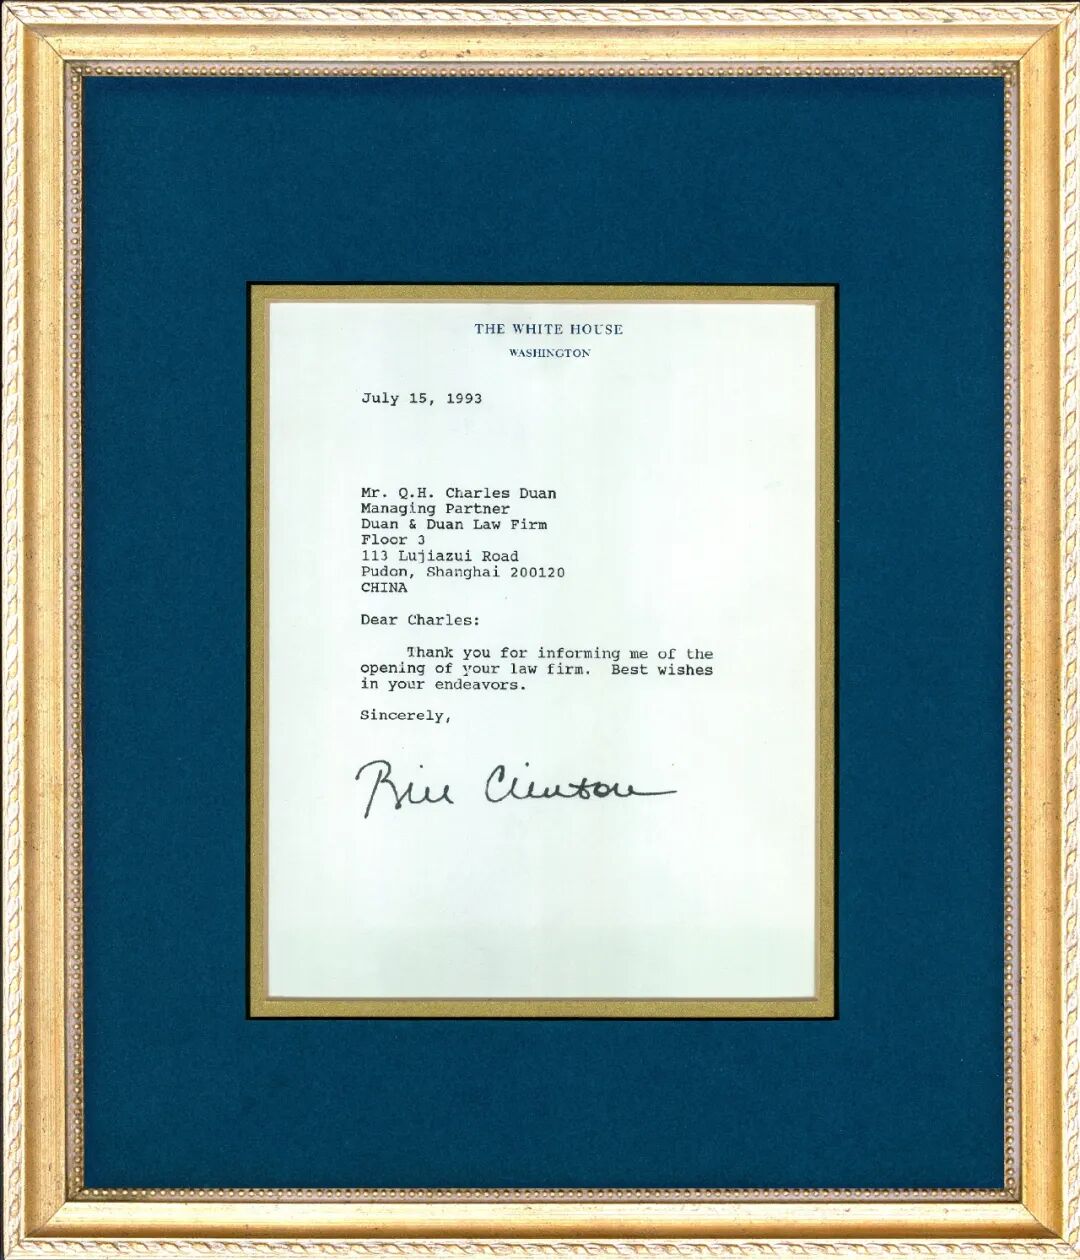 THE WHITE HOUSE
WASHINGTON
July 15, 1993
Mr. Q.H. Charles Duan
Managing Partner
Duan & Duan Law Firm
Floor 3
113 Lujiazui Road
Pudon, Shanghai 200120
CHINA
Dear Charles:
Thank you for informing me of the
opening of your law firm. Best wishes
in your endeavors.
Sincerely,
Bill Clinton